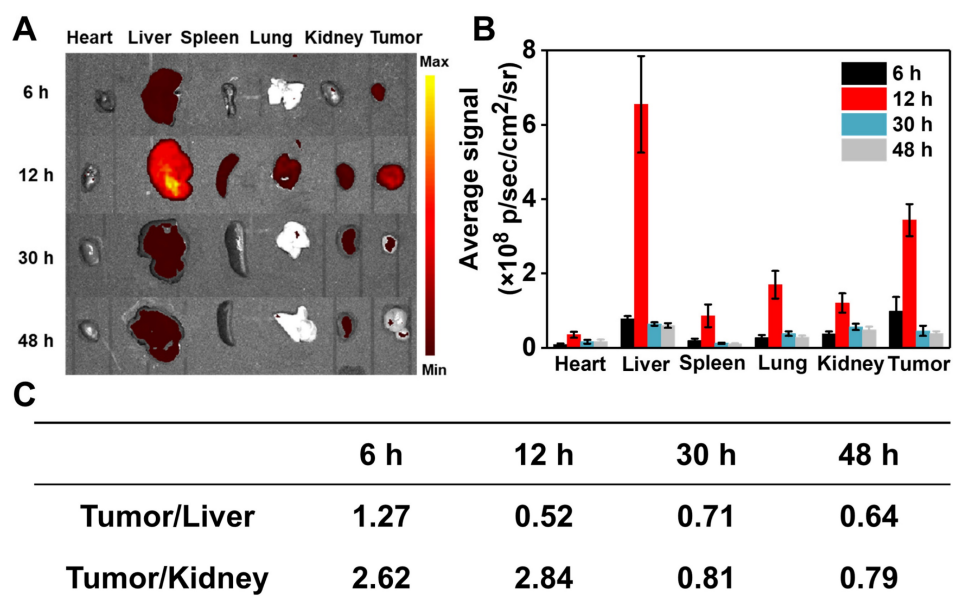 A
Heart Liver Spleen Lung Kidney Tumor
6 h
12 h
30 h
48 h
Max
Min
B
Average signal
(×10⁸ p/sec/cm²/sr)
8
6
4
2
0
6 h
12 h
30 h
48 h
Heart Liver Spleen Lung Kidney Tumor
C
6 h 12 h 30 h 48 h
Tumor/Liver 1.27 0.52 0.71 0.64
Tumor/Kidney 2.62 2.84 0.81 0.79